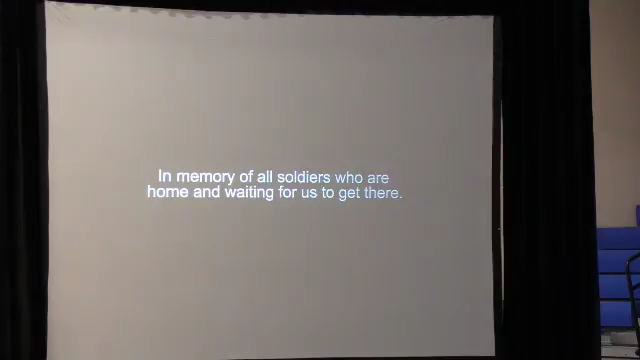 In memory of all soldiers who are
home and waiting for us to get there.